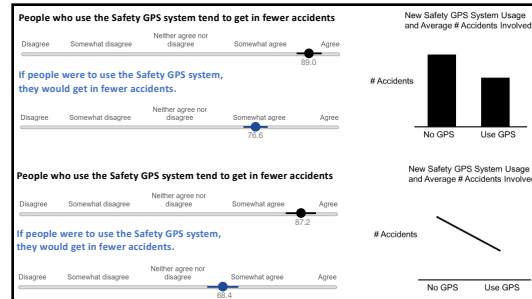 People who use the Safety GPS system tend to get in fewer accidents
Disagree Somewhat disagree Neither agree nor disagree Somewhat agree Agree
89.0
If people were to use the Safety GPS system,
they would get in fewer accidents.
Disagree Somewhat disagree Neither agree nor disagree Somewhat agree Agree
76.6
New Safety GPS System Usage
and Average # Accidents Involved
# Accidents
No GPS Use GPS
People who use the Safety GPS system tend to get in fewer accidents
Disagree Somewhat disagree Neither agree nor disagree Somewhat agree Agree
87.2
If people were to use the Safety GPS system,
they would get in fewer accidents.
Disagree Somewhat disagree Neither agree nor disagree Somewhat agree Agree
68.4
New Safety GPS System Usage
and Average # Accidents Involved
# Accidents
No GPS Use GPS